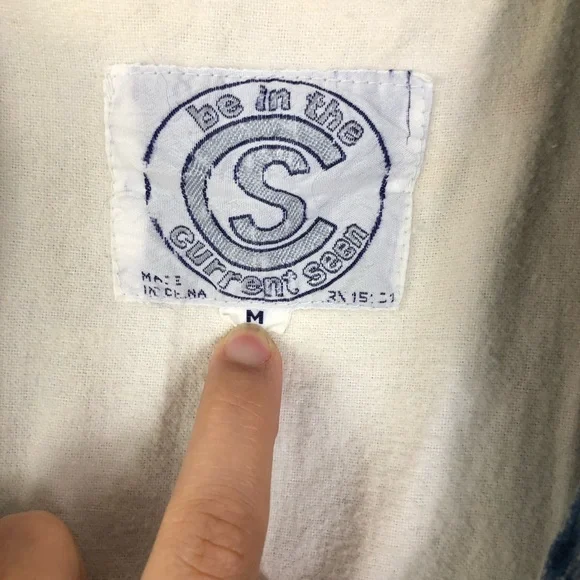 be in the
CS
current seen
MADE
IN CHINA
M